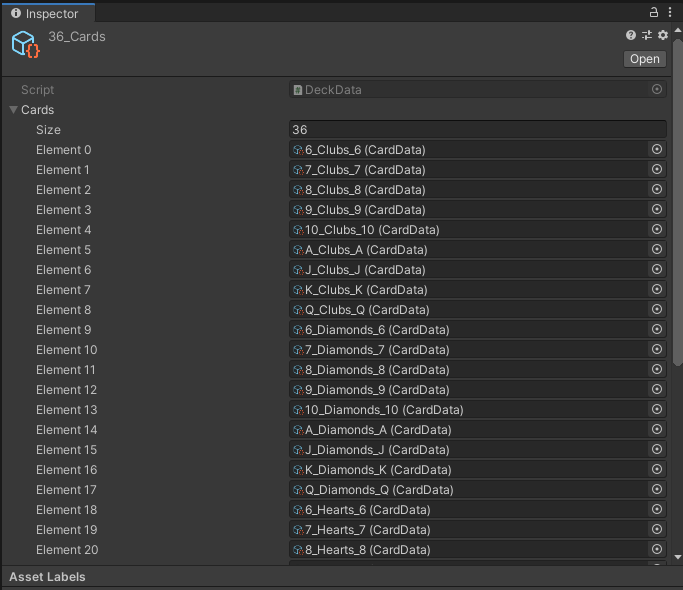 Inspector
36_Cards
Open
Script DeckData
Cards
Size 36
Element 0 6_Clubs_6 (CardData)
Element 1 7_Clubs_7 (CardData)
Element 2 8_Clubs_8 (CardData)
Element 3 9_Clubs_9 (CardData)
Element 4 10_Clubs_10 (CardData)
Element 5 A_Clubs_A (CardData)
Element 6 J_Clubs_J (CardData)
Element 7 K_Clubs_K (CardData)
Element 8 Q_Clubs_Q (CardData)
Element 9 6_Diamonds_6 (CardData)
Element 10 7_Diamonds_7 (CardData)
Element 11 8_Diamonds_8 (CardData)
Element 12 9_Diamonds_9 (CardData)
Element 13 10_Diamonds_10 (CardData)
Element 14 A_Diamonds_A (CardData)
Element 15 J_Diamonds_J (CardData)
Element 16 K_Diamonds_K (CardData)
Element 17 Q_Diamonds_Q (CardData)
Element 18 6_Hearts_6 (CardData)
Element 19 7_Hearts_7 (CardData)
Element 20 8_Hearts_8 (CardData)
Asset Labels